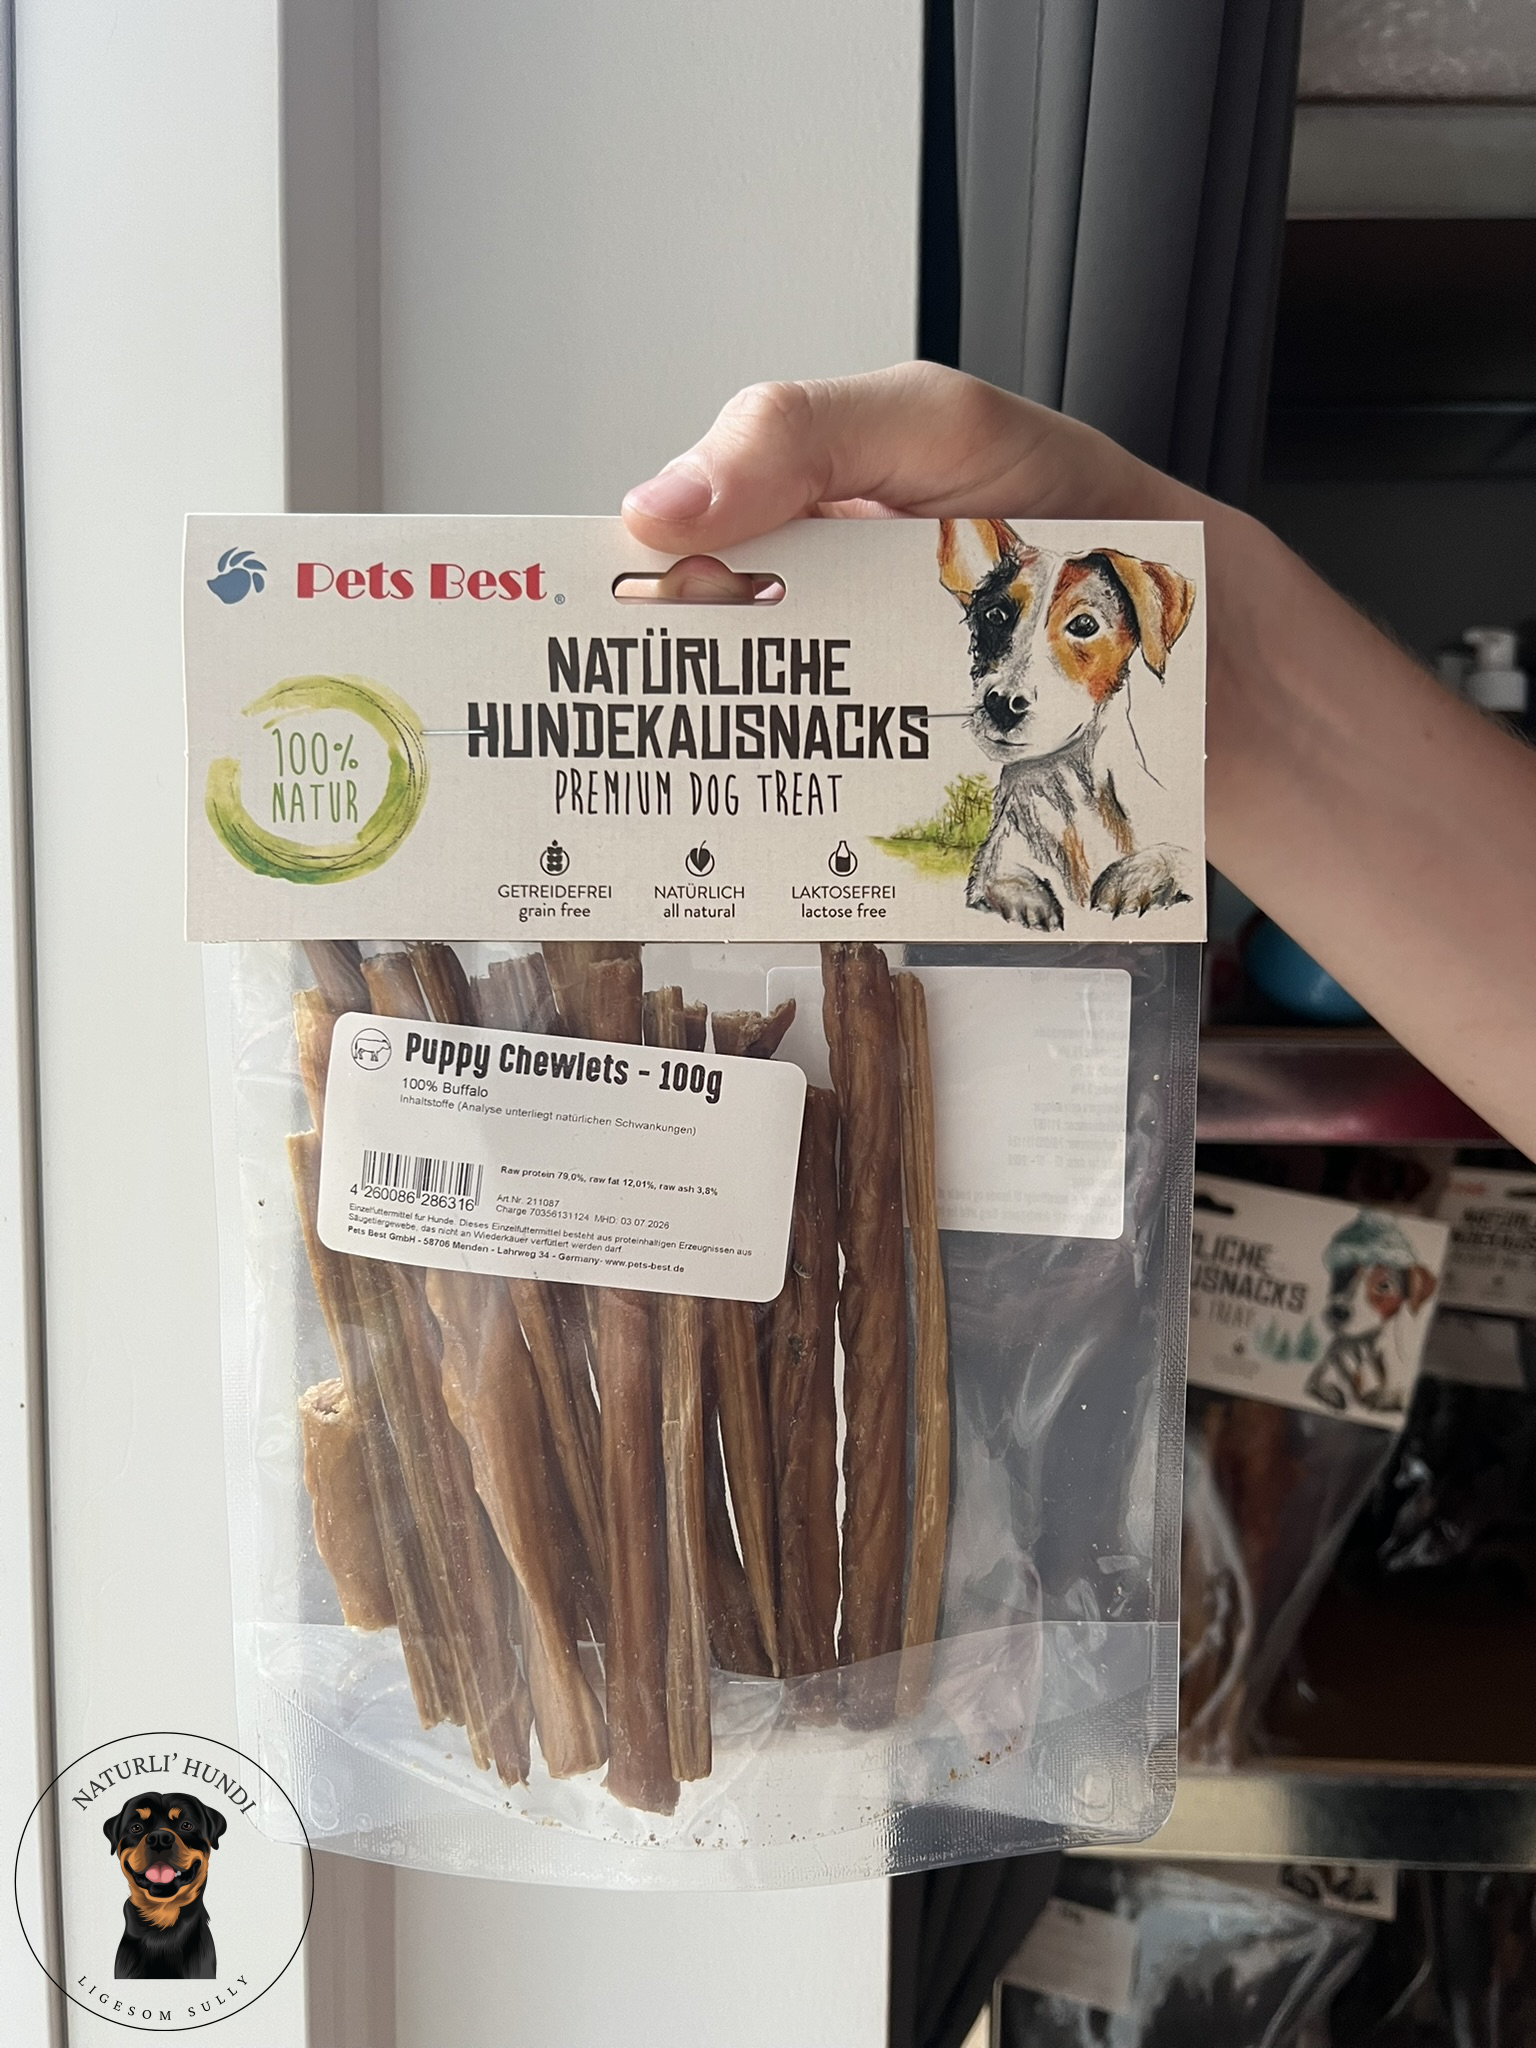 Pets Best ®
NATÜRLICHE
HUNDEKAUSNACKS
PREMIUM DOG TREAT
100%
NATUR
GETREIDEFREI
grain free
NATÜRLICH
all natural
LAKTOSEFREI
lactose free
Puppy Chewlets - 100g
100% Buffalo
Inhaltstoffe (Analyse unterliegt natürlichen Schwankungen)
Raw protein 79,0%, raw fat 12,01%, raw ash 3,8%
4 260086 286316
Art.Nr. 211087
Charge 70356131124 MHD: 03 07 2026
Einzelfuttermittel für Hunde. Dieses Einzelfuttermittel besteht aus proteinhaltigen Erzeugnissen aus
Säugetiergewebe, das nicht an Wiederkäuer verfüttert werden darf.
Pets Best GmbH - 58706 Menden - Lahrweg 34 - Germany- www.pets-best.de
LICHE
USNACKS
TREAT
NATURLI' HUNDI
LIGESOM SULLY